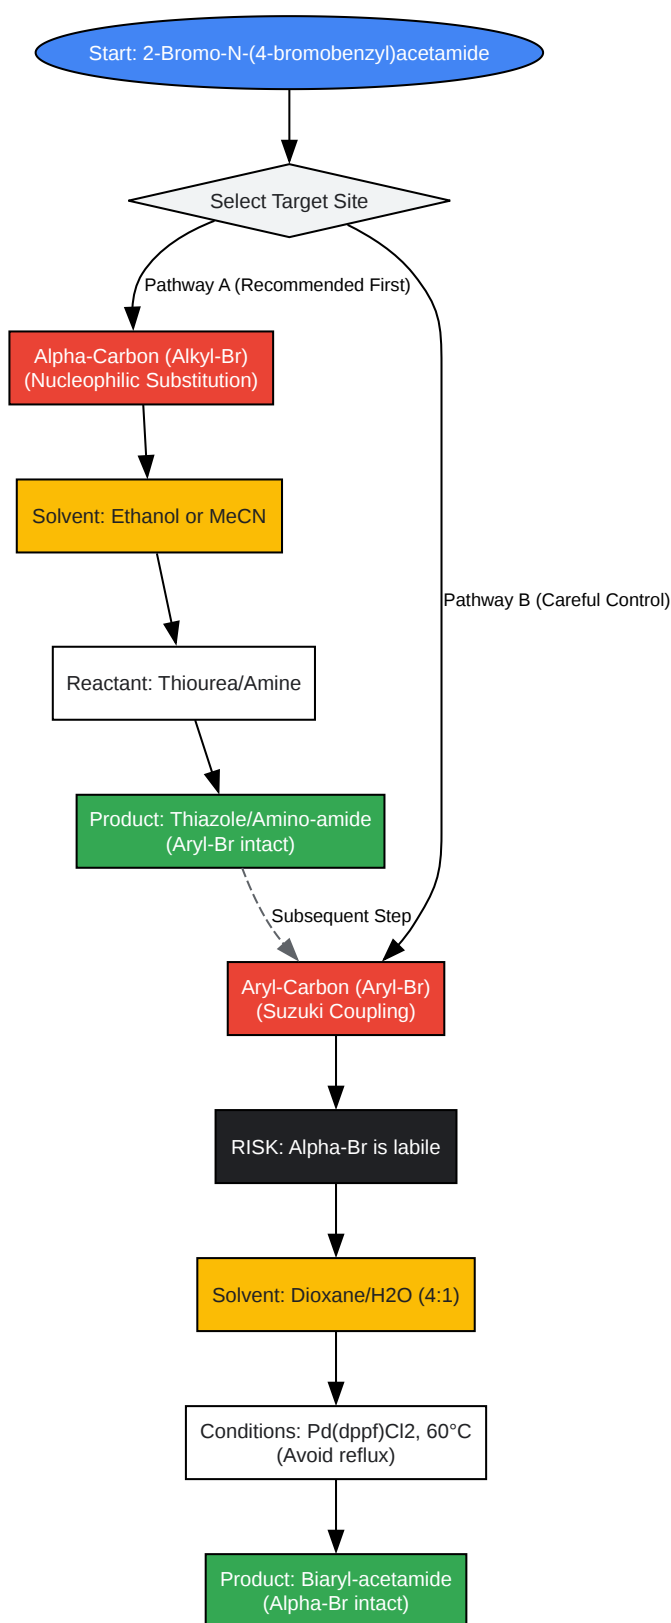 Start: 2-Bromo-N-(4-bromobenzyl)acetamide
Select Target Site
Pathway A (Recommended First)
Alpha-Carbon (Alkyl-Br)
(Nucleophilic Substitution)
Solvent: Ethanol or MeCN
Pathway B (Careful Control)
Reactant: Thiourea/Amine
Product: Thiazole/Amino-amide
(Aryl-Br intact)
Subsequent Step
Aryl-Carbon (Aryl-Br)
(Suzuki Coupling)
RISK: Alpha-Br is labile
Solvent: Dioxane/H2O (4:1)
Conditions: Pd(dppf)Cl2, 60°C
(Avoid reflux)
Product: Biaryl-acetamide
(Alpha-Br intact)